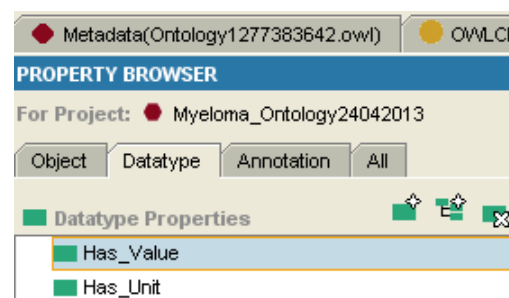 Metadata(Ontology1277383642.owl)
PROPERTY BROWSER
For Project: Myeloma_Ontology24042013
Object Datatype Annotation All
Datatype Properties
Has_Value
Has_Unit